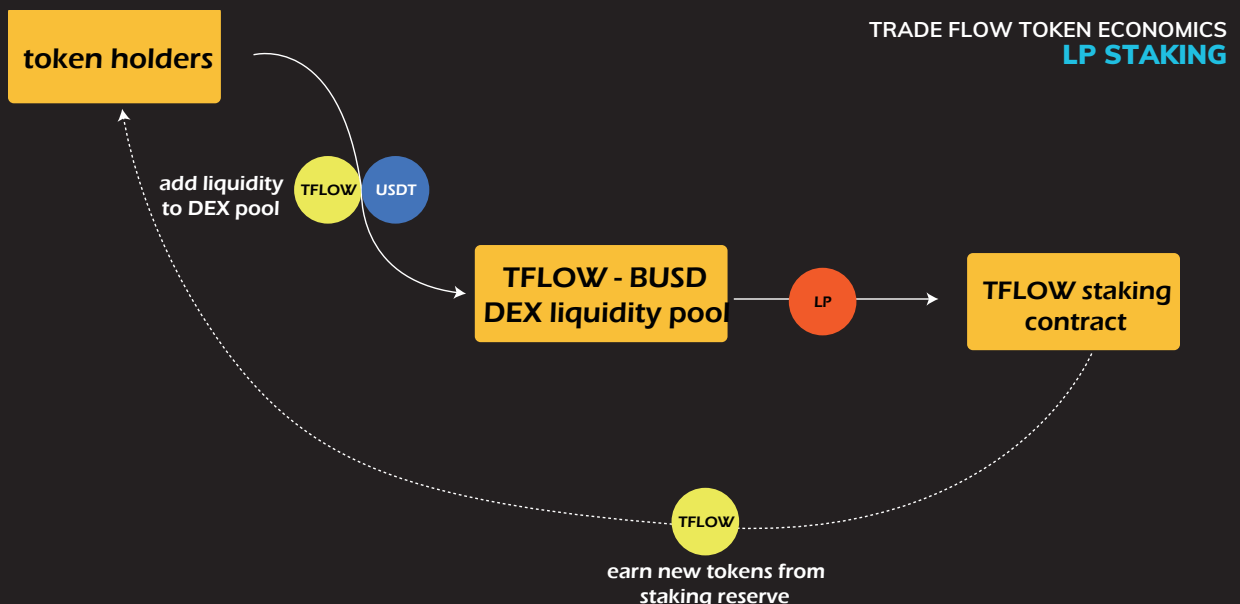 TRADE FLOW TOKEN ECONOMICS
LP STAKING
token holders
add liquidity
to DEX pool
TFLOW
USDT
TFLOW - BUSD
DEX liquidity pool
LP
TFLOW staking
contract
TFLOW
earn new tokens from
staking reserve